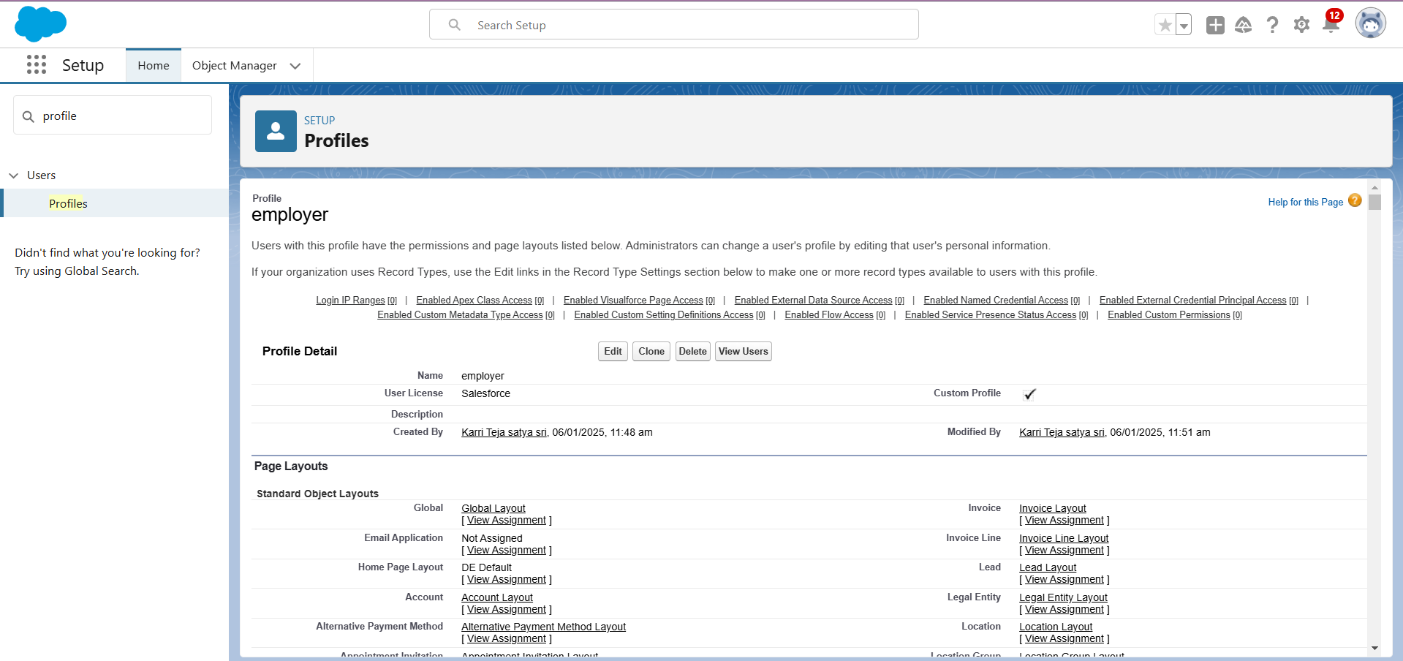 Search Setup
12
Setup
Home
Object Manager
profile
Users
Profiles
Didn't find what you're looking for?
Try using Global Search.
SETUP
Profiles
Profile
employer
Help for this Page ?
Users with this profile have the permissions and page layouts listed below. Administrators can change a user's profile by editing that user's personal information.
If your organization uses Record Types, use the Edit links in the Record Type Settings section below to make one or more record types available to users with this profile.
Login IP Ranges [0] | Enabled Apex Class Access [0] | Enabled Visualforce Page Access [0] | Enabled External Data Source Access [0] | Enabled Named Credential Access [0] | Enabled External Credential Principal Access [0] |
Enabled Custom Metadata Type Access [0] | Enabled Custom Setting Definitions Access [0] | Enabled Flow Access [0] | Enabled Service Presence Status Access [0] | Enabled Custom Permissions [0]
Profile Detail Edit Clone Delete View Users
Name employer
User License Salesforce Custom Profile ✓
Description
Created By Karri Teja satya sri, 06/01/2025, 11:48 am Modified By Karri Teja satya sri, 06/01/2025, 11:51 am
Page Layouts
Standard Object Layouts
Global Global Layout Invoice Invoice Layout
[ View Assignment ] [ View Assignment ]
Email Application Not Assigned Invoice Line Invoice Line Layout
[ View Assignment ] [ View Assignment ]
Home Page Layout DE Default Lead Lead Layout
[ View Assignment ] [ View Assignment ]
Account Account Layout Legal Entity Legal Entity Layout
[ View Assignment ] [ View Assignment ]
Alternative Payment Method Alternative Payment Method Layout Location Location Layout
[ View Assignment ] [ View Assignment ]
Appointment Invitation Appointment Invitation Layout Location Group Location Group Layout